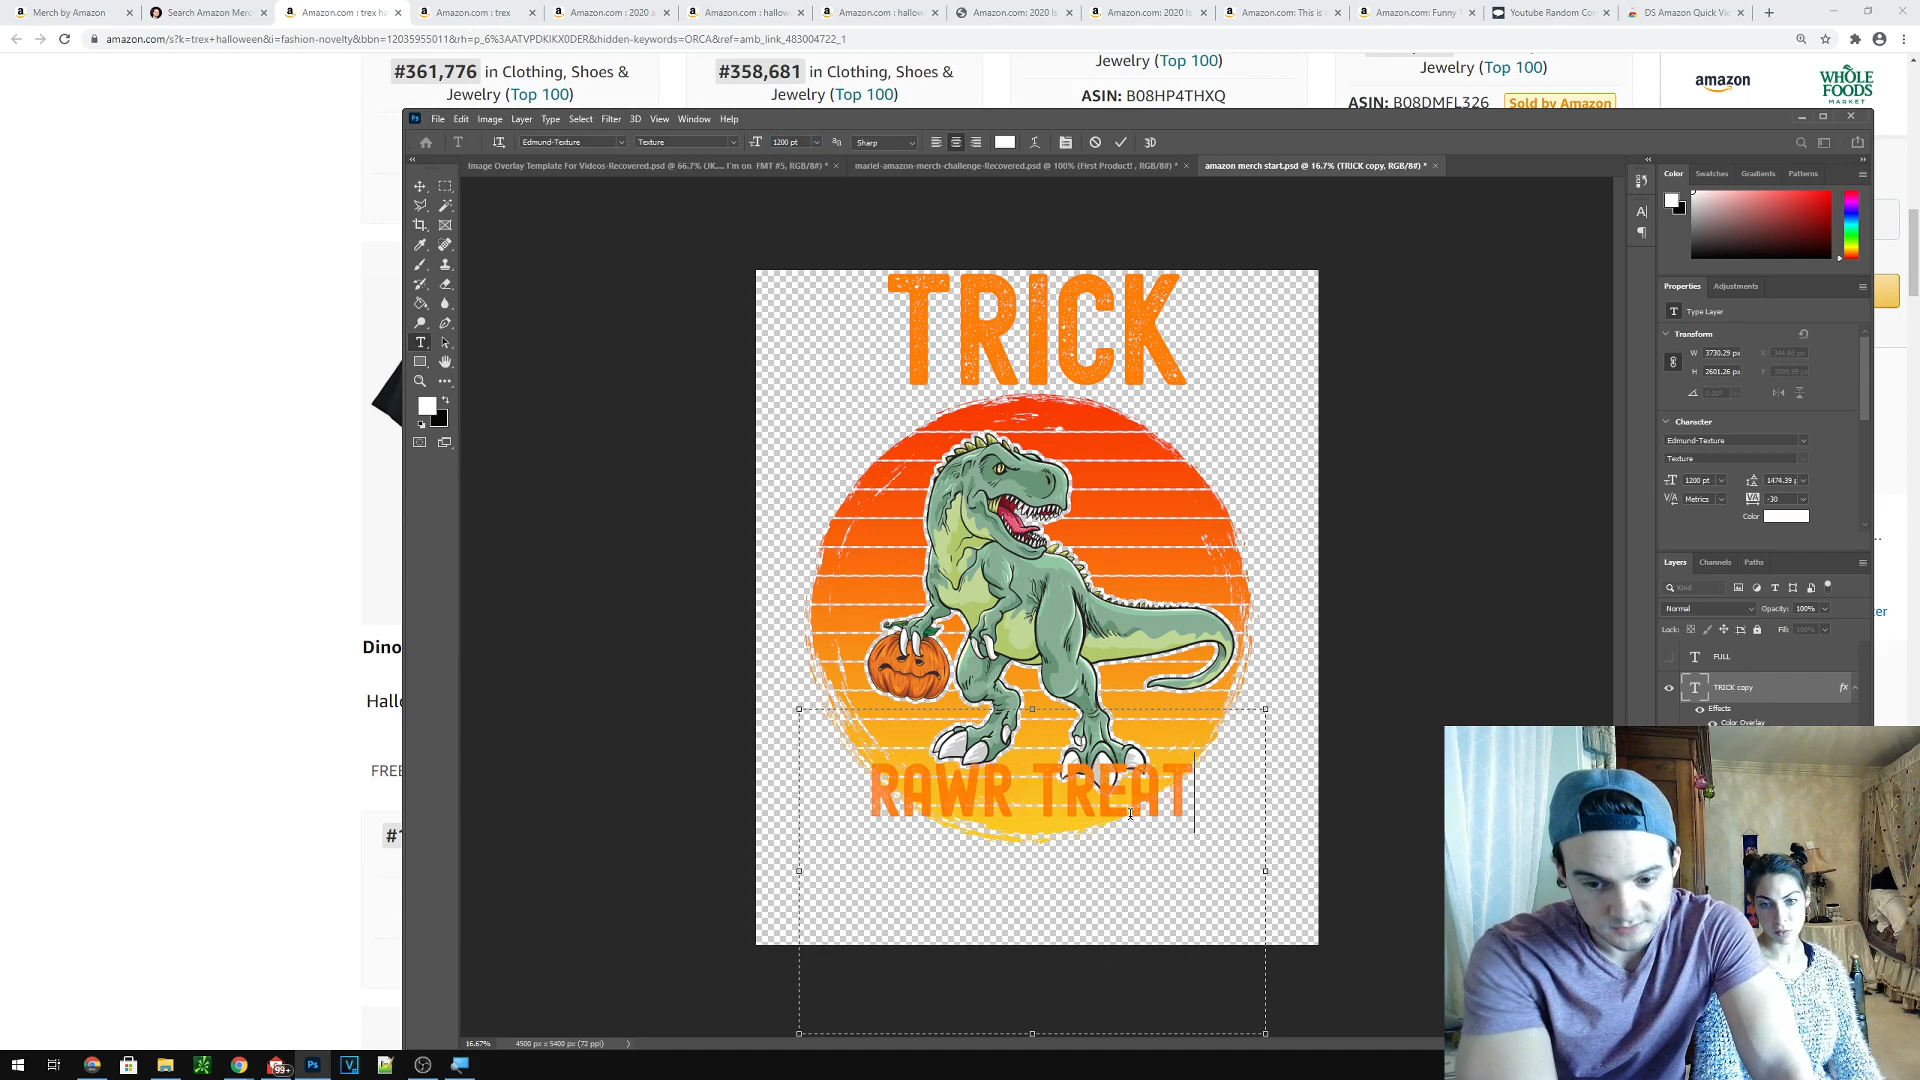 Merch by Amazon
Search Amazon Merc
Amazon.com : trex ha
Amazon.com : trex
Amazon.com : 2020 a
Amazon.com : hallow
Amazon.com : hallow
Amazon.com: 2020 Is
Amazon.com: 2020 Is
Amazon.com: This is
Amazon.com: Funny T
Youtube Random Co
DS Amazon Quick Vi
amazon.com/s?k=trex+halloween&i=fashion-novelty&bbn=12035955011&rh=p_6%3AATVPDKIKX0DER&hidden-keywords=ORCA&ref=amb_link_483004722_1
#361,776 in Clothing, Shoes &
Jewelry (Top 100)
#358,681 in Clothing, Shoes &
Jewelry (Top 100)
Jewelry (Top 100)
ASIN: B08HP4THXQ
Jewelry (Top 100)
ASIN: B08DMFL326 Sold by Amazon
amazon
WHOLE
FOODS
MARKET
Ps File Edit Image Layer Type Select Filter 3D View Window Help
Edmund-Texture Texture 1200 pt Sharp 3D
Image Overlay Template For Videos-Recovered.psd @ 66.7% (JK.... I'm on FMT #5, RGB/8#) *
mariel-amazon-merch-challenge-Recovered.psd @ 100% (First Product! , RGB/8#) *
amazon merch start.psd @ 16.7% (TRICK copy, RGB/8#) *
TRICK
RAWR TREAT
Color Swatches Gradients Patterns
Properties Adjustments
Type Layer
Transform
W 3730.29 px
H 2601.26 px
Character
Edmund-Texture
Texture
1200 pt 1474.39
Metrics -30
Color
Layers Channels Paths
Kind
Normal Opacity: 100%
Lock: Fill: 100%
FULL
TRICK copy fx
Effects
Color Overlay
Dino
Hallo
FREE
#
16.67% 4500 px x 5400 px (72 ppi)
99+
Ps